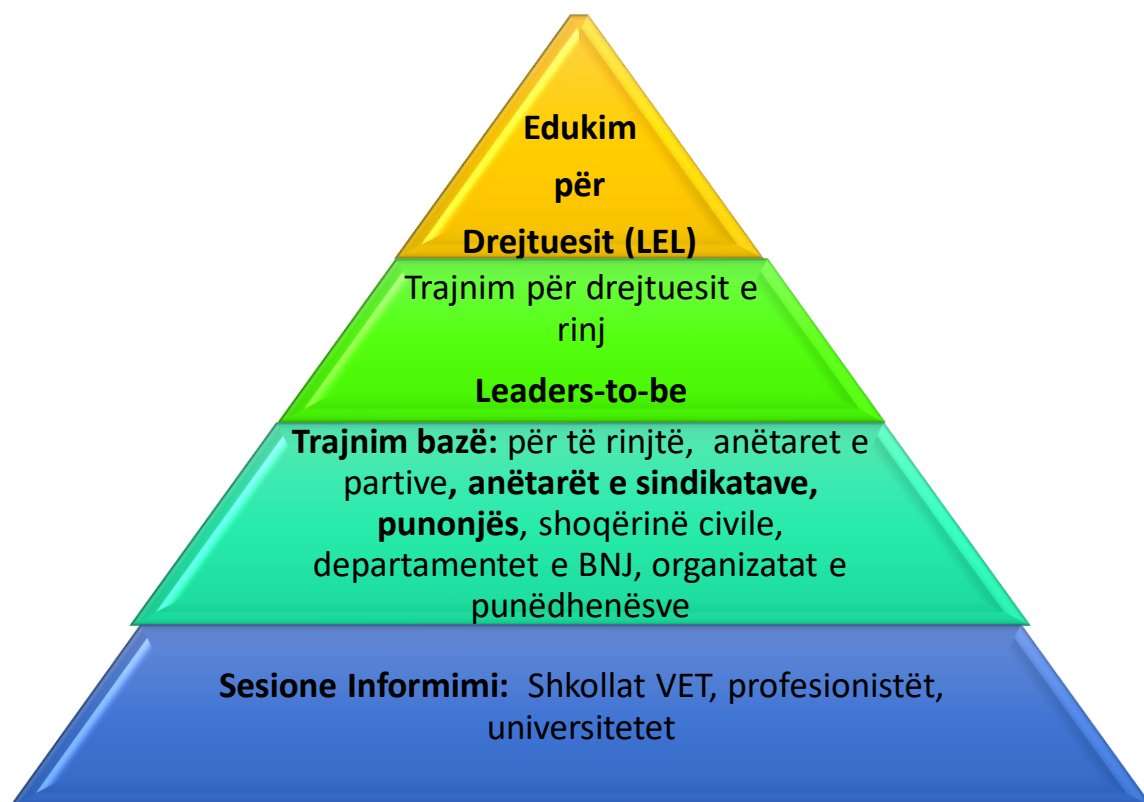 Edukim
për
Drejtuesit (LEL)
Trajnim për drejtuesit e
rinj
Leaders-to-be
Trajnim bazë: për të rinjtë, anëtaret e
partive, anëtarët e sindikatave,
punonjës, shoqërinë civile,
departamentet e BNJ, organizatat e
punëdhenësve
Sesione Informimi: Shkollat VET, profesionistët,
universitetet